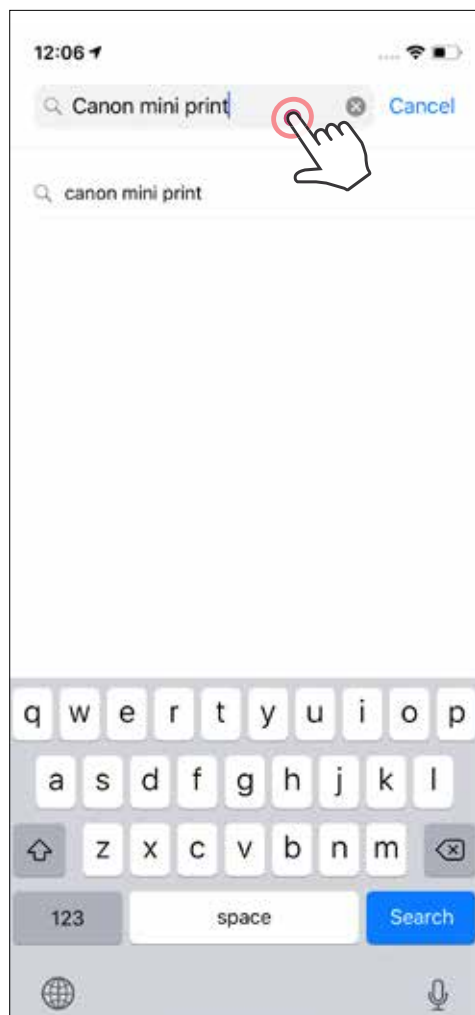 12:06
Canon mini print Cancel
canon mini print
q w e r t y u i o p
a s d f g h j k l
z x c v b n m
123 space Search